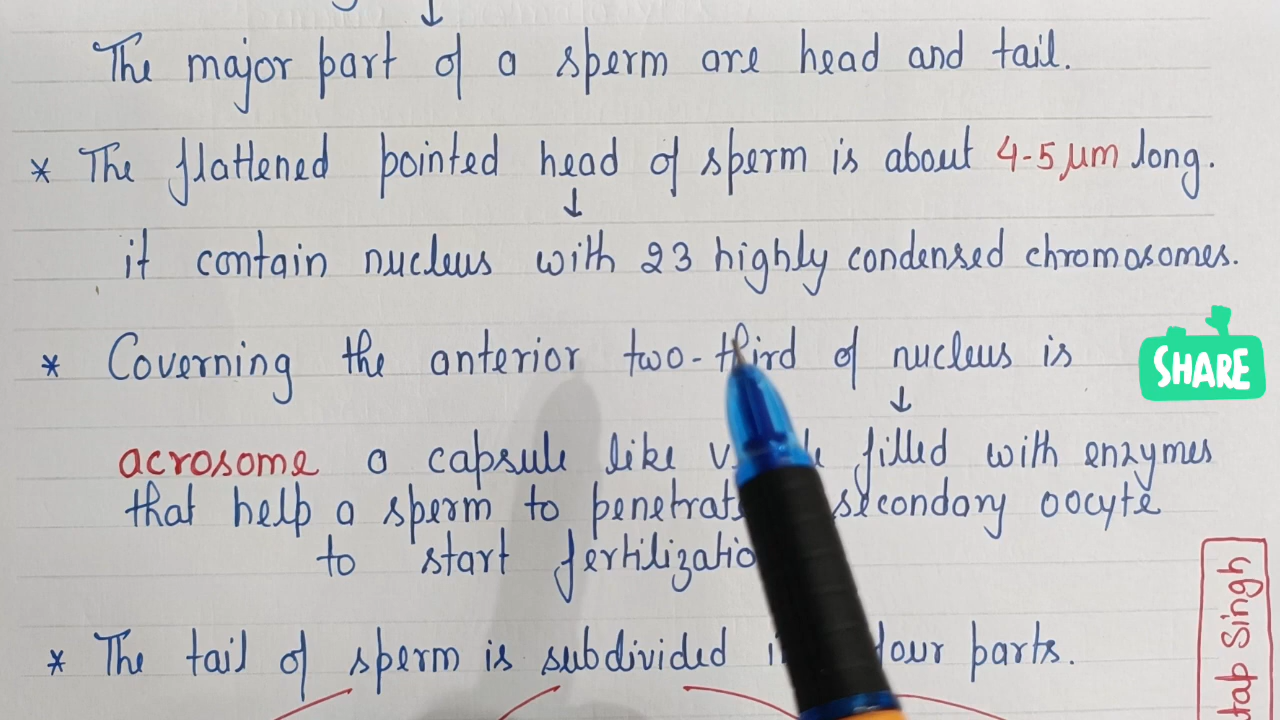 The major part of a sperm are head and tail.
* The flattened pointed head of sperm is about 4-5 µm long.
↓
it contain nucleus with 23 highly condensed chromosomes.
* Coverning the anterior two-third of nucleus is
↓
SHARE
acrosome a capsule like filled with enzymes
that help a sperm to secondary oocyte
to start
* The tail of sperm is subdivided four parts.
tap Singh